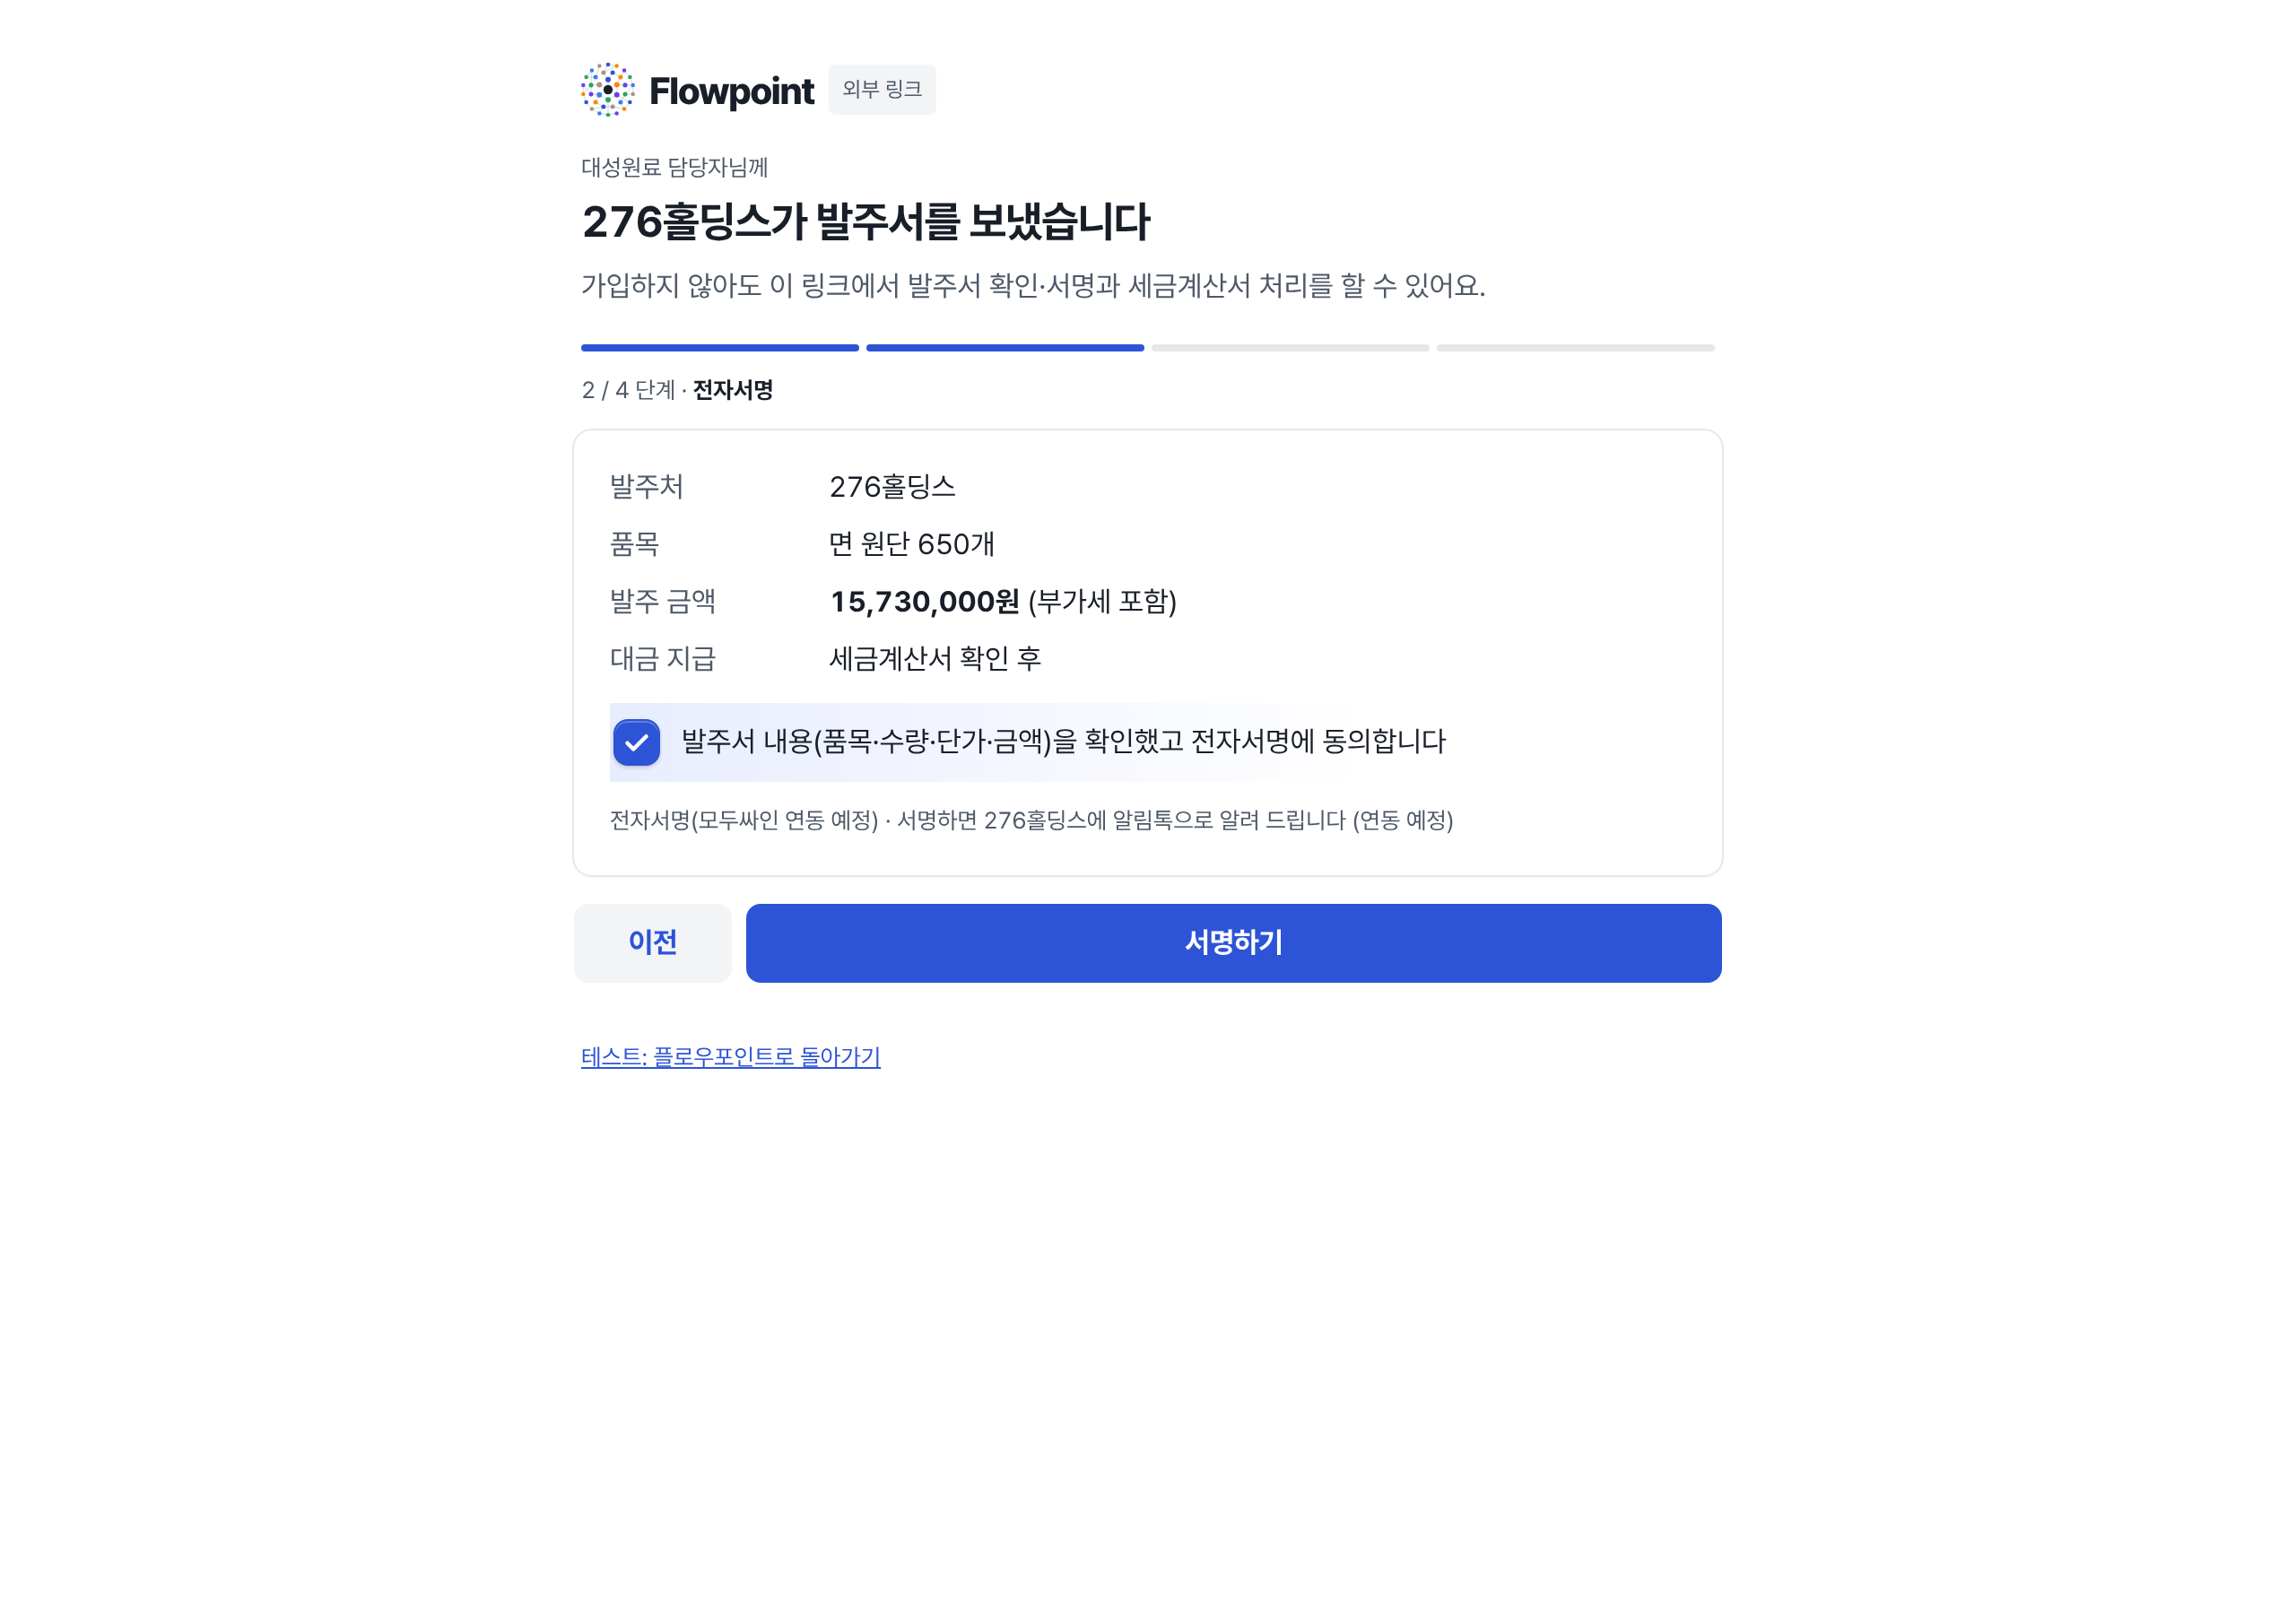 Flowpoint 외부 링크
대성원료 담당자님께
276홀딩스가 발주서를 보냈습니다
가입하지 않아도 이 링크에서 발주서 확인·서명과 세금계산서 처리를 할 수 있어요.
2 / 4 단계 · 전자서명
발주처 276홀딩스
품목 면 원단 650개
발주 금액 15,730,000원 (부가세 포함)
대금 지급 세금계산서 확인 후
발주서 내용(품목·수량·단가·금액)을 확인했고 전자서명에 동의합니다
전자서명(모두싸인 연동 예정) · 서명하면 276홀딩스에 알림톡으로 알려 드립니다 (연동 예정)
이전 서명하기
테스트: 플로우포인트로 돌아가기